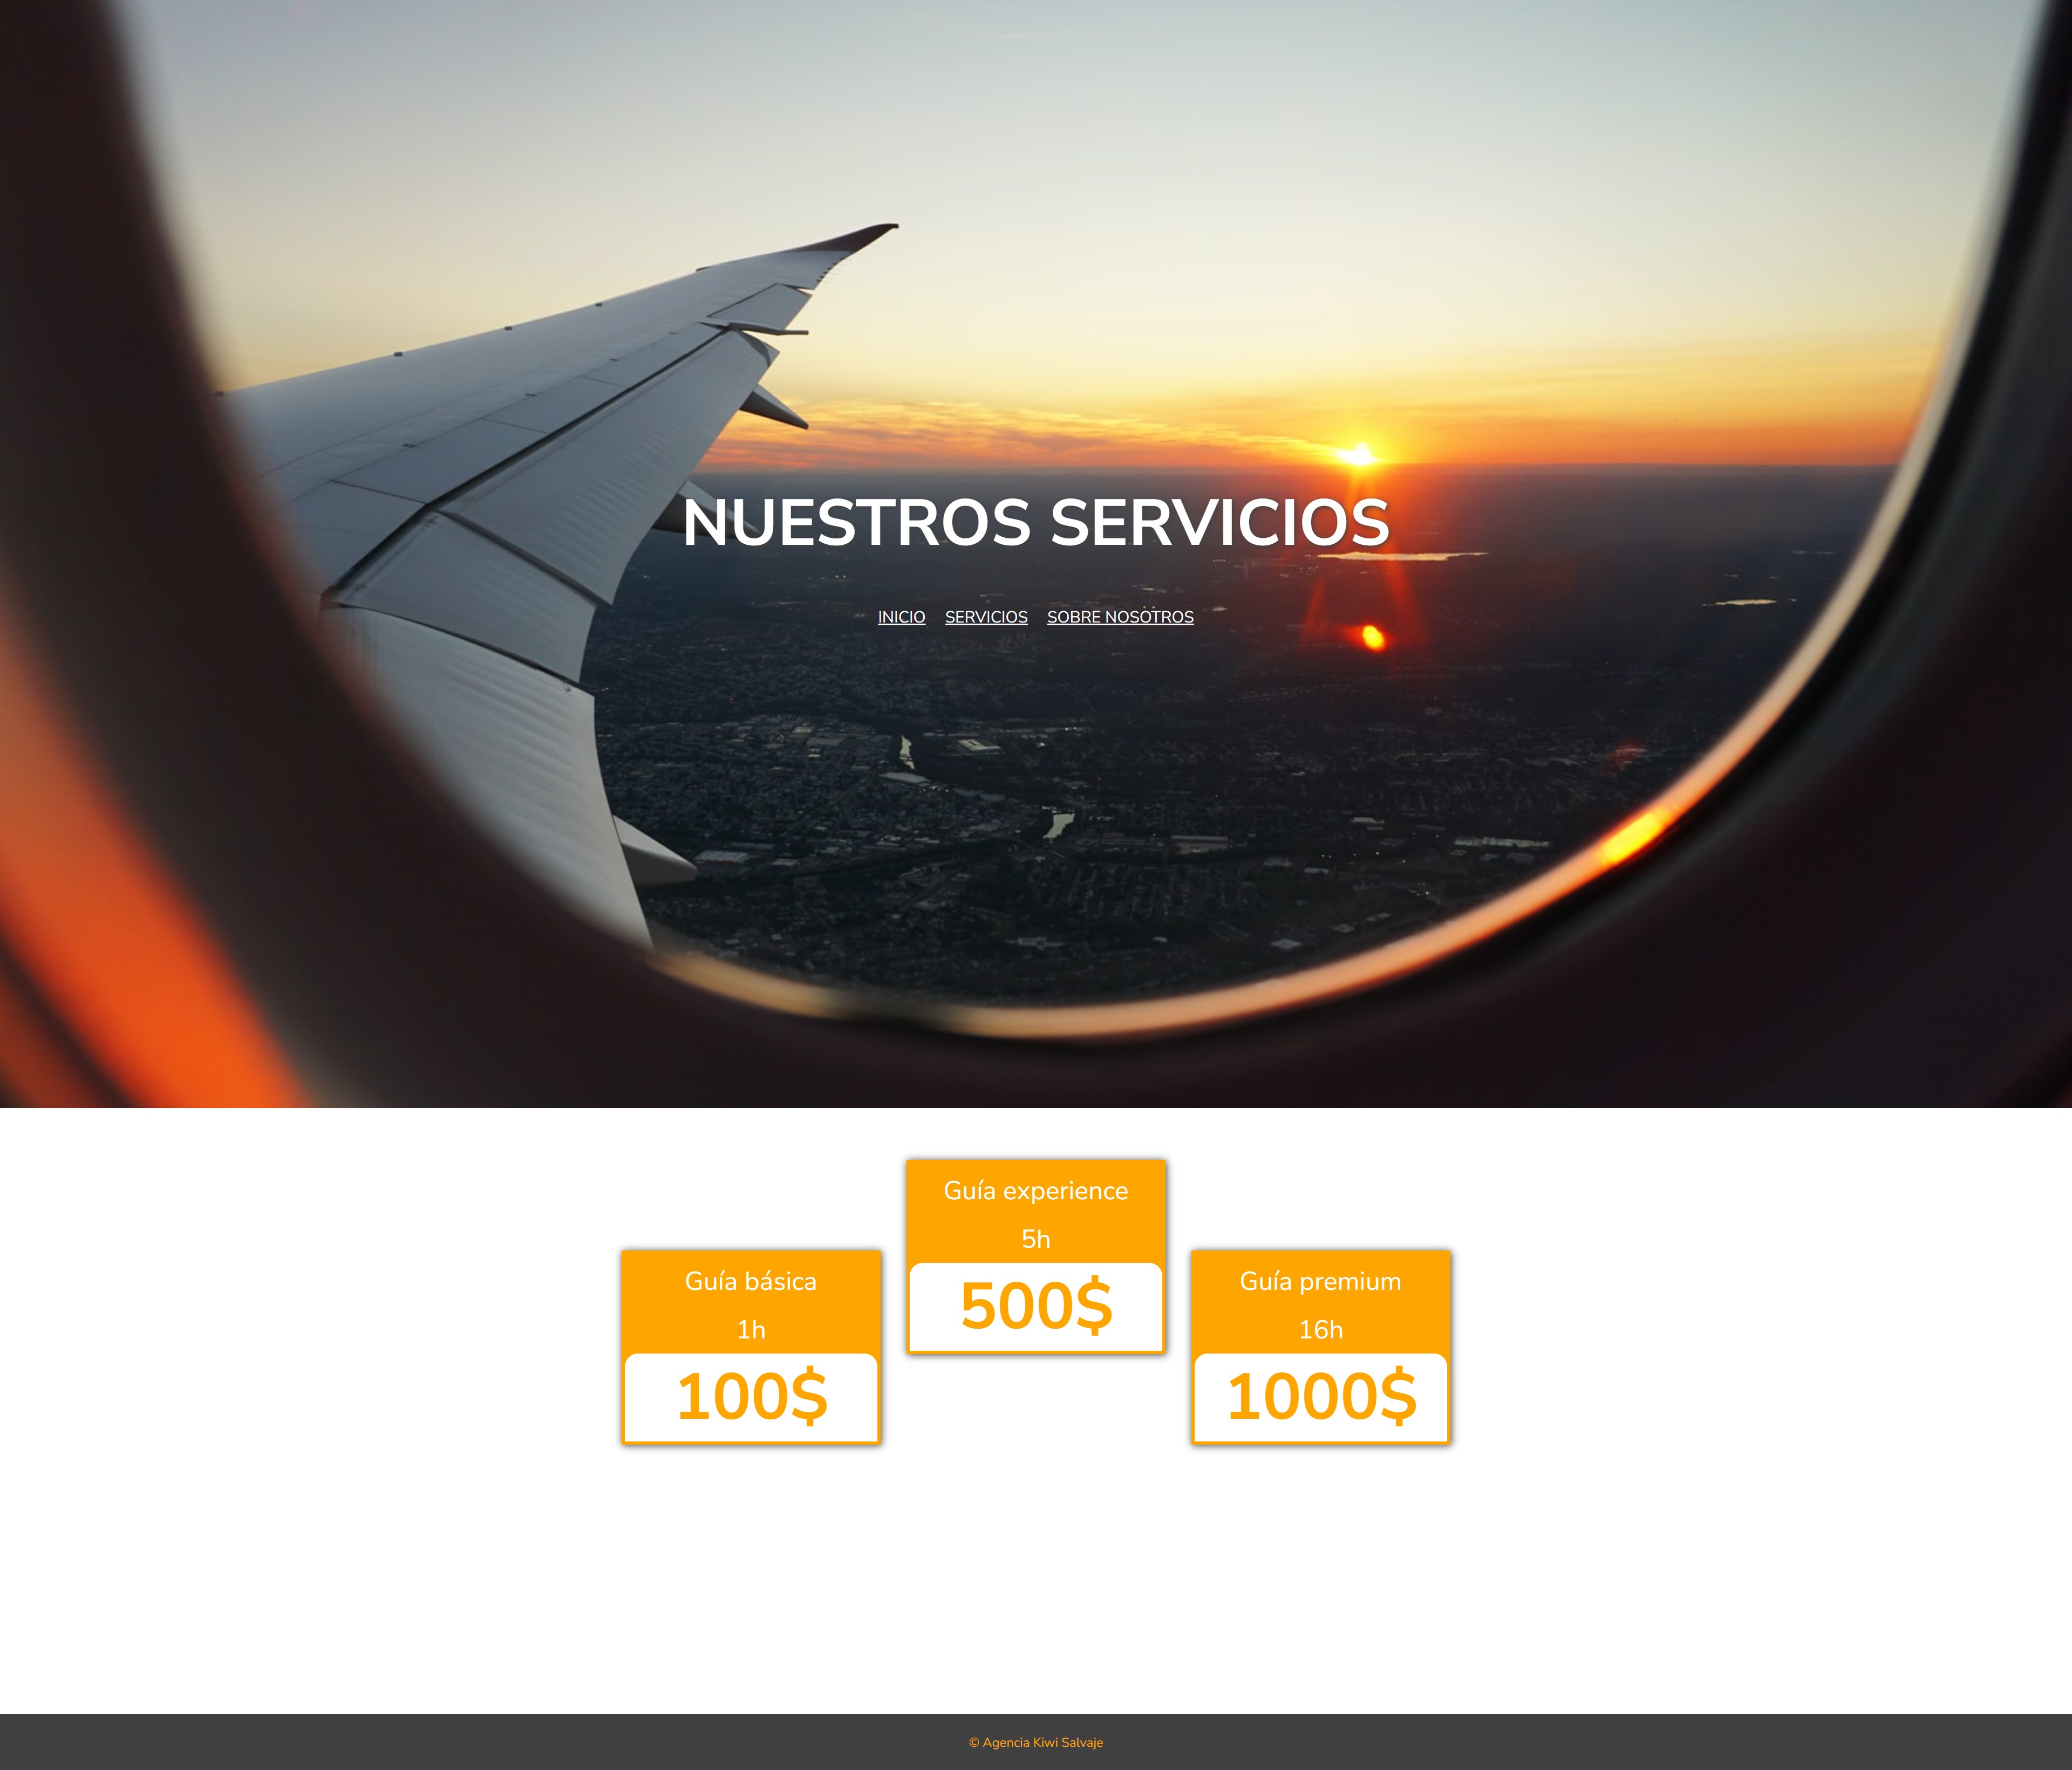 NUESTROS SERVICIOS
INICIO SERVICIOS SOBRE NOSOTROS
Guía básica
1h
100$
Guía experience
5h
500$
Guía premium
16h
1000$
© Agencia Kiwi Salvaje